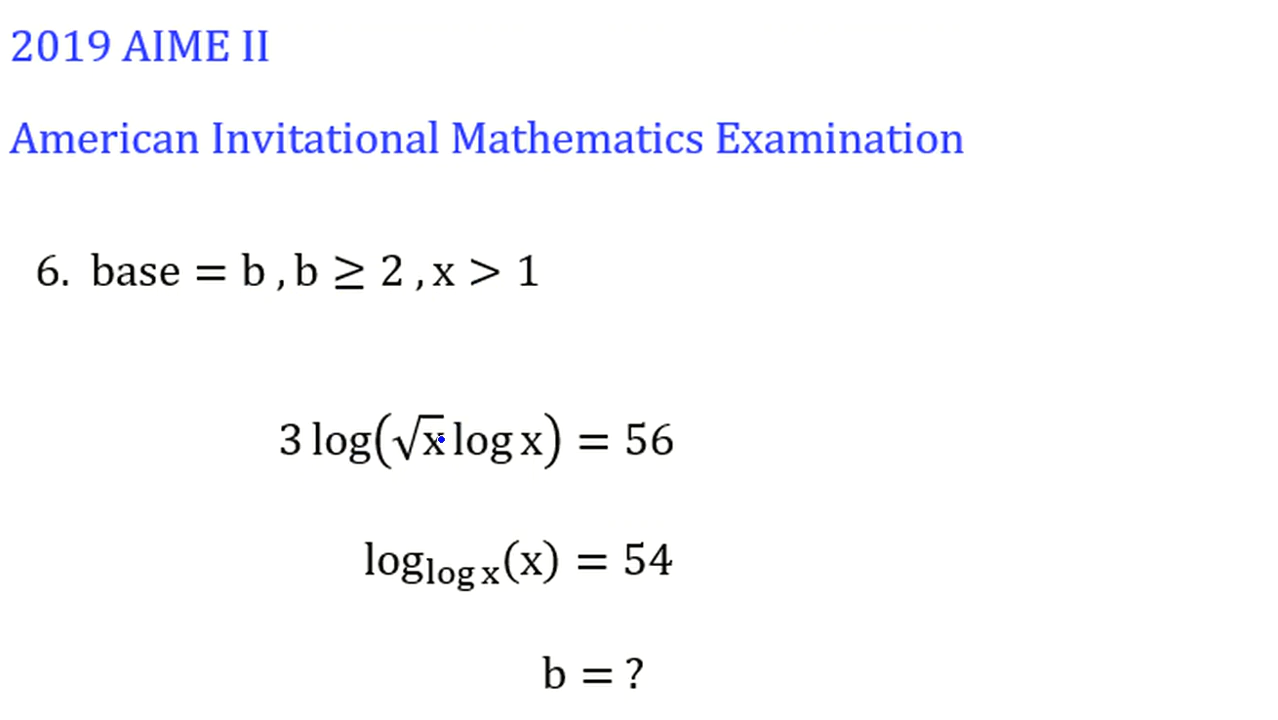 2019 AIME II
American Invitational Mathematics Examination
6. base = b , b ≥ 2 , x > 1
3 log(√x log x) = 56
log_{log x}(x) = 54
b = ?